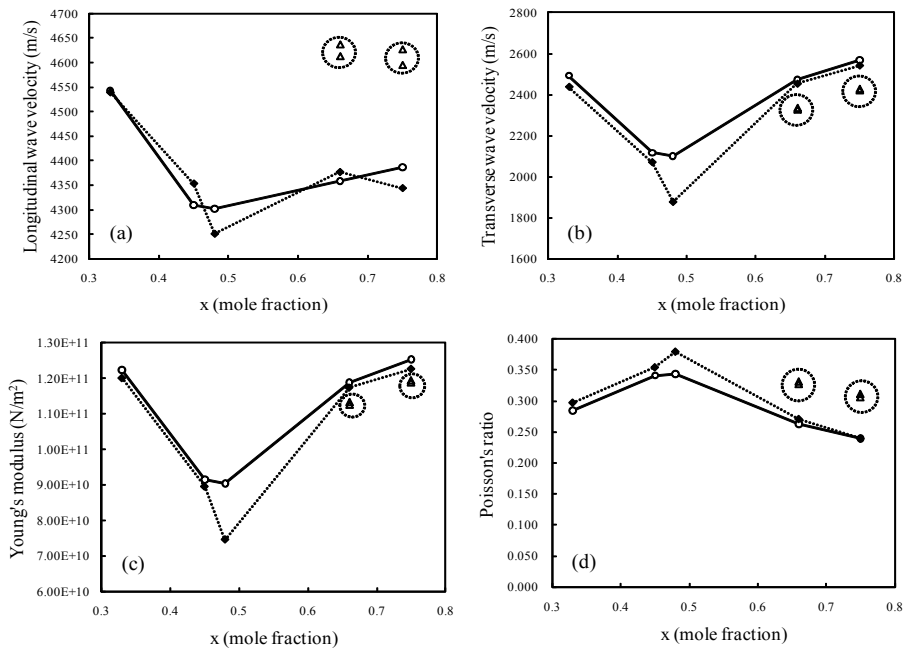 Longitudinal wave velocity (m/s)
4700
4650
4600
4550
4500
4450
4400
4350
4300
4250
4200
(a)
0.3 0.4 0.5 0.6 0.7 0.8
x (mole fraction)
Transverse wave velocity (m/s)
2800
2600
2400
2200
2000
1800
1600
(b)
0.3 0.4 0.5 0.6 0.7 0.8
x (mole fraction)
Young's modulus (N/m²)
1.30E+11
1.20E+11
1.10E+11
1.00E+11
9.00E+10
8.00E+10
7.00E+10
6.00E+10
(c)
0.3 0.4 0.5 0.6 0.7 0.8
x (mole fraction)
Poisson's ratio
0.400
0.350
0.300
0.250
0.200
0.150
0.100
0.050
0.000
(d)
0.3 0.4 0.5 0.6 0.7 0.8
x (mole fraction)